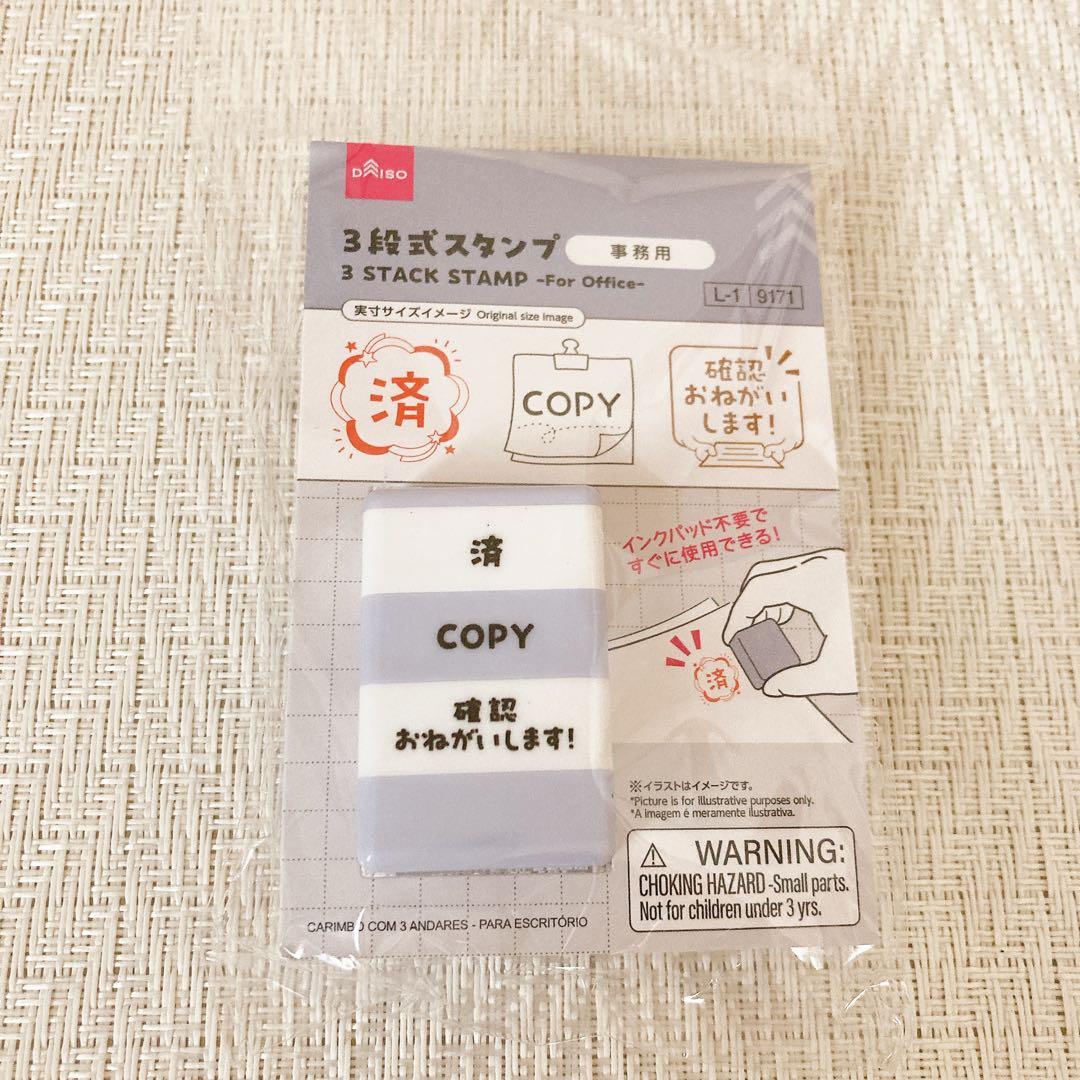 DAISO
3段式スタンプ 事務用
3 STACK STAMP -For Office-
L-1 9171
実寸サイズイメージ Original size image
済
COPY
確認
おねがい
します!
済
COPY
確認
おねがいします!
インクパッド不要で
すぐに使用できる!
済
※イラストはイメージです。
*Picture is for illustrative purposes only.
*A imagem é meramente ilustrativa.
WARNING:
CHOKING HAZARD-Small parts.
Not for children under 3 yrs.
CARIMBO COM 3 ANDARES - PARA ESCRITÓRIO